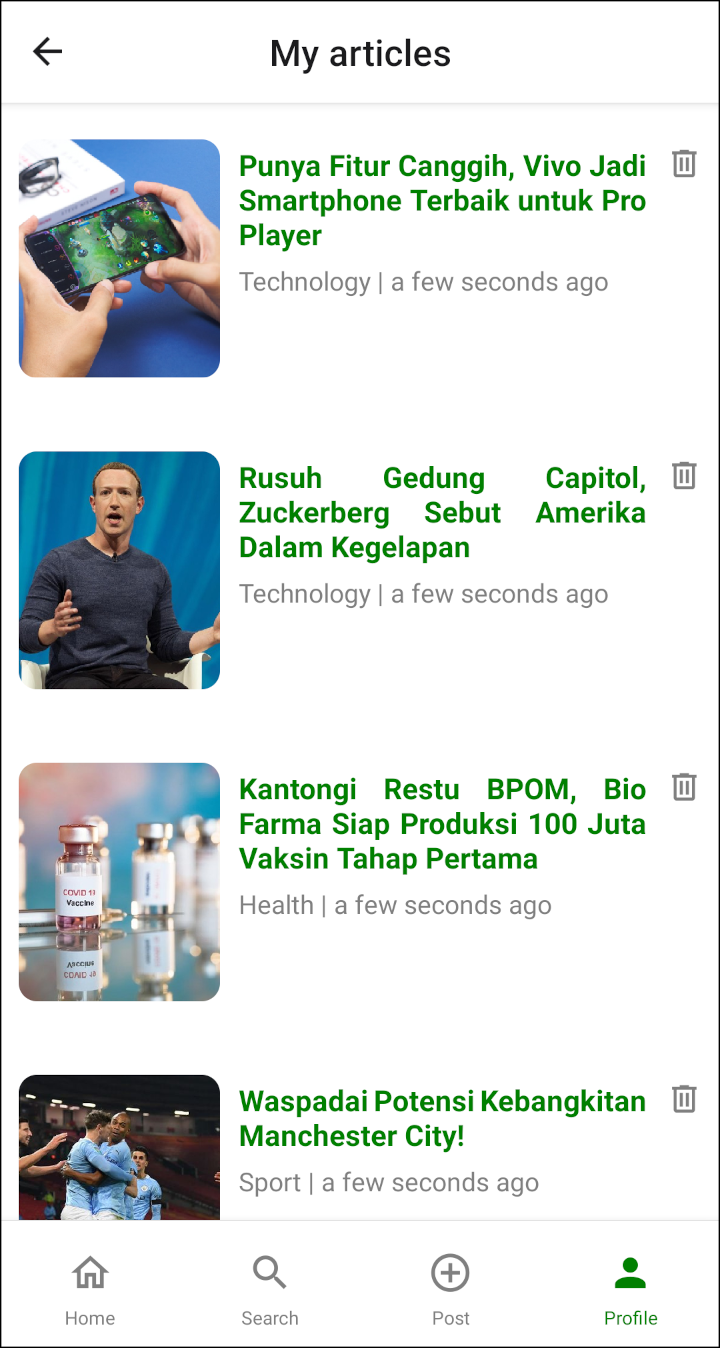 My articles
Punya Fitur Canggih, Vivo Jadi
Smartphone Terbaik untuk Pro
Player
Technology | a few seconds ago
Rusuh Gedung Capitol,
Zuckerberg Sebut Amerika
Dalam Kegelapan
Technology | a few seconds ago
COVID 19
Vaccine
Kantongi Restu BPOM, Bio
Farma Siap Produksi 100 Juta
Vaksin Tahap Pertama
Health | a few seconds ago
Waspadai Potensi Kebangkitan
Manchester City!
Sport | a few seconds ago
Home
Search
Post
Profile